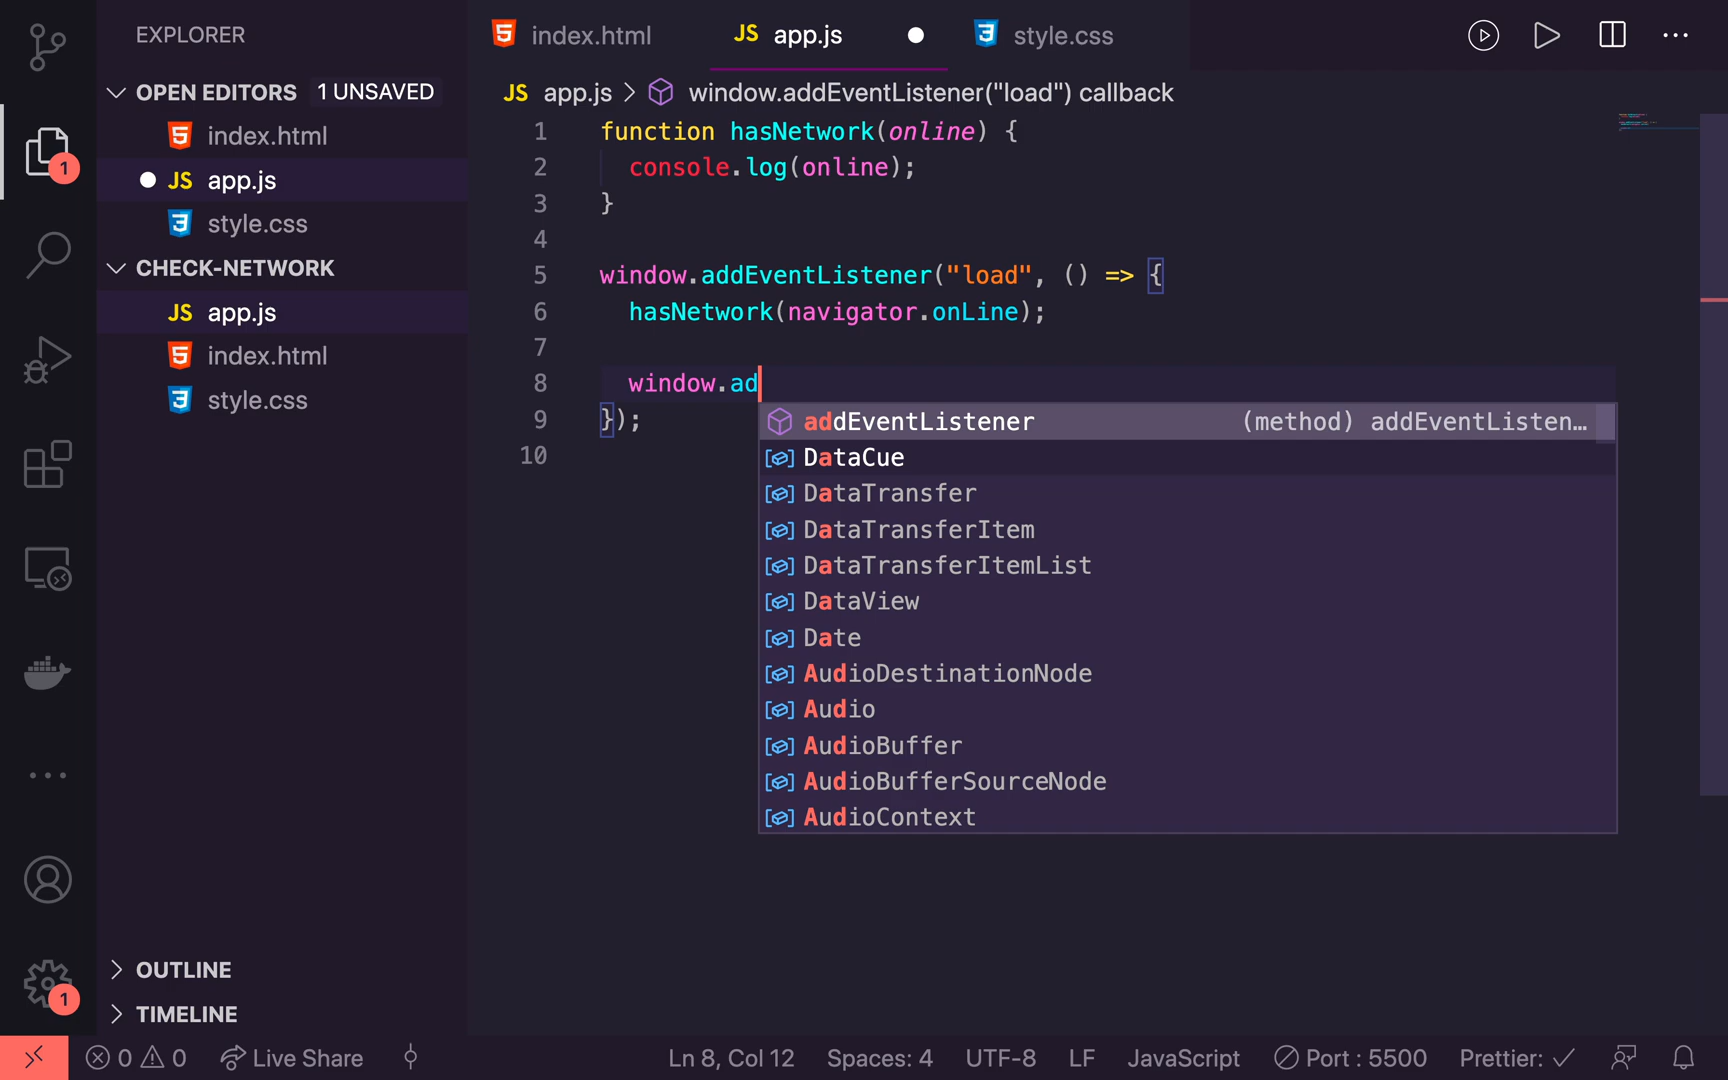 EXPLORER
OPEN EDITORS 1 UNSAVED
index.html
JS app.js
style.css
CHECK-NETWORK
JS app.js
index.html
style.css
OUTLINE
TIMELINE
1
1
index.html
JS app.js
style.css
JS app.js > window.addEventListener("load") callback
1 function hasNetwork(online) {
2 console.log(online);
3 }
4
5 window.addEventListener("load", () => {
6 hasNetwork(navigator.onLine);
7
8 window.ad
9 });
10
addEventListener (method) addEventListen…
DataCue
DataTransfer
DataTransferItem
DataTransferItemList
DataView
Date
AudioDestinationNode
Audio
AudioBuffer
AudioBufferSourceNode
AudioContext
0 0 Live Share Ln 8, Col 12 Spaces: 4 UTF-8 LF JavaScript Port : 5500 Prettier: ✓